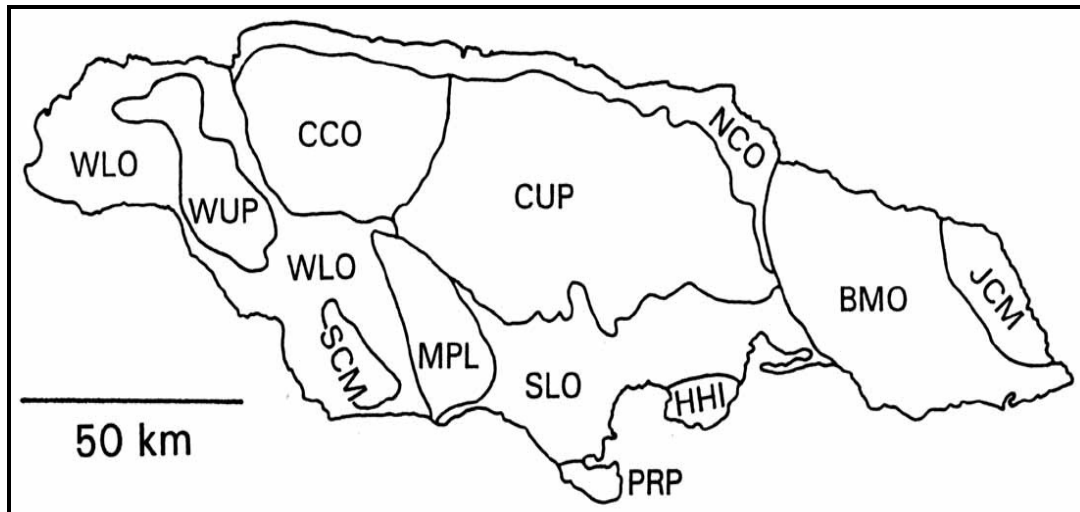 NCO
CCO
WLO
WUP
CUP
WLO
JCM
BMO
SCM
MPL
SLO
HHI
50 km
PRP